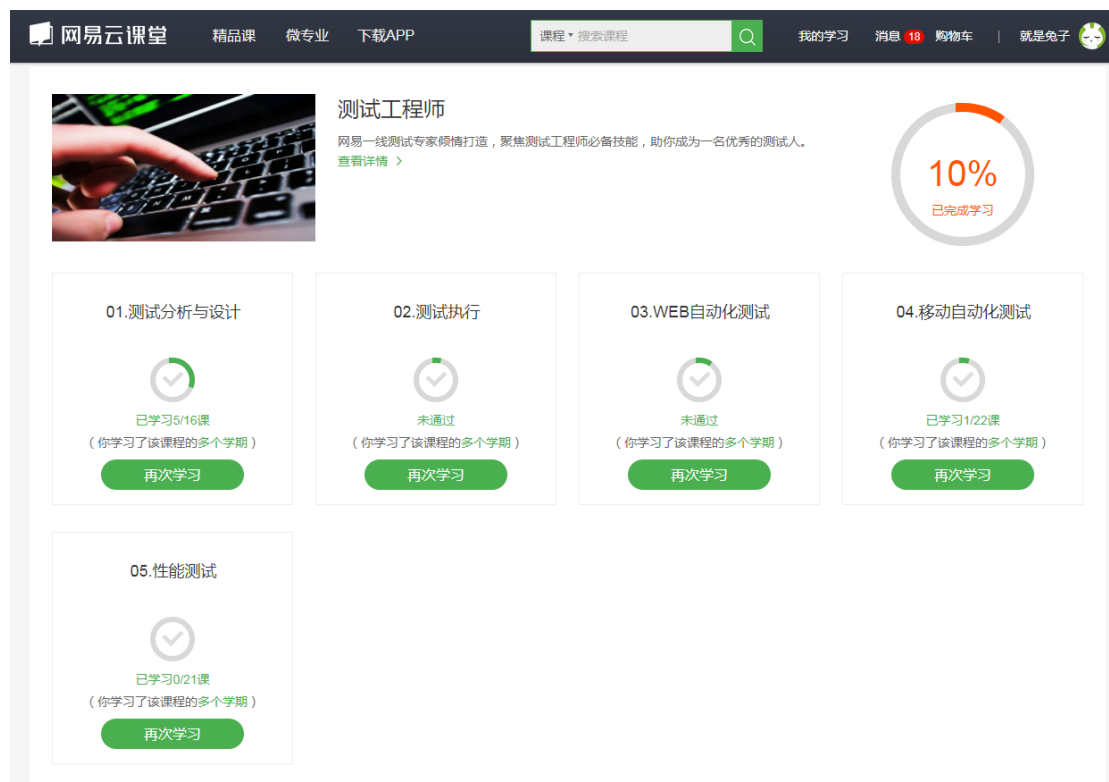 网易云课堂 精品课 微专业 下载APP 课程 搜索课程 我的学习 消息 18 购物车 | 就是兔子
测试工程师
网易一线测试专家倾情打造，聚焦测试工程师必备技能，助你成为一名优秀的测试人。
查看详情 >
10%
已完成学习
01.测试分析与设计
已学习5/16课
（你学习了该课程的多个学期）
再次学习
02.测试执行
未通过
（你学习了该课程的多个学期）
再次学习
03.WEB自动化测试
未通过
（你学习了该课程的多个学期）
再次学习
04.移动自动化测试
已学习1/22课
（你学习了该课程的多个学期）
再次学习
05.性能测试
已学习0/21课
（你学习了该课程的多个学期）
再次学习